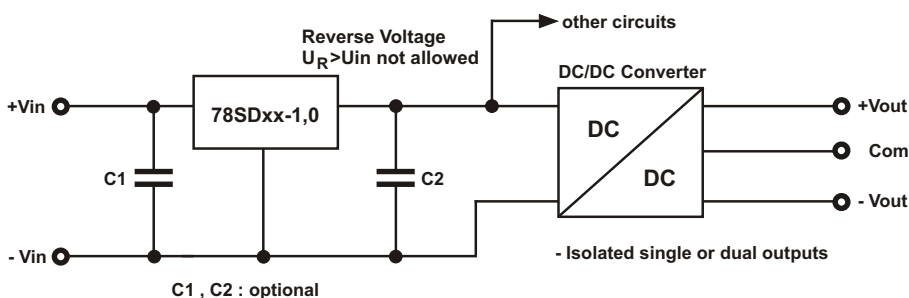 other circuits
Reverse Voltage
UR>Uin not allowed
DC/DC Converter
+Vin
78SDxx-1,0
+Vout
DC
Com
C1
C2
DC
- Vout
- Vin
- Isolated single or dual outputs
C1 , C2 : optional